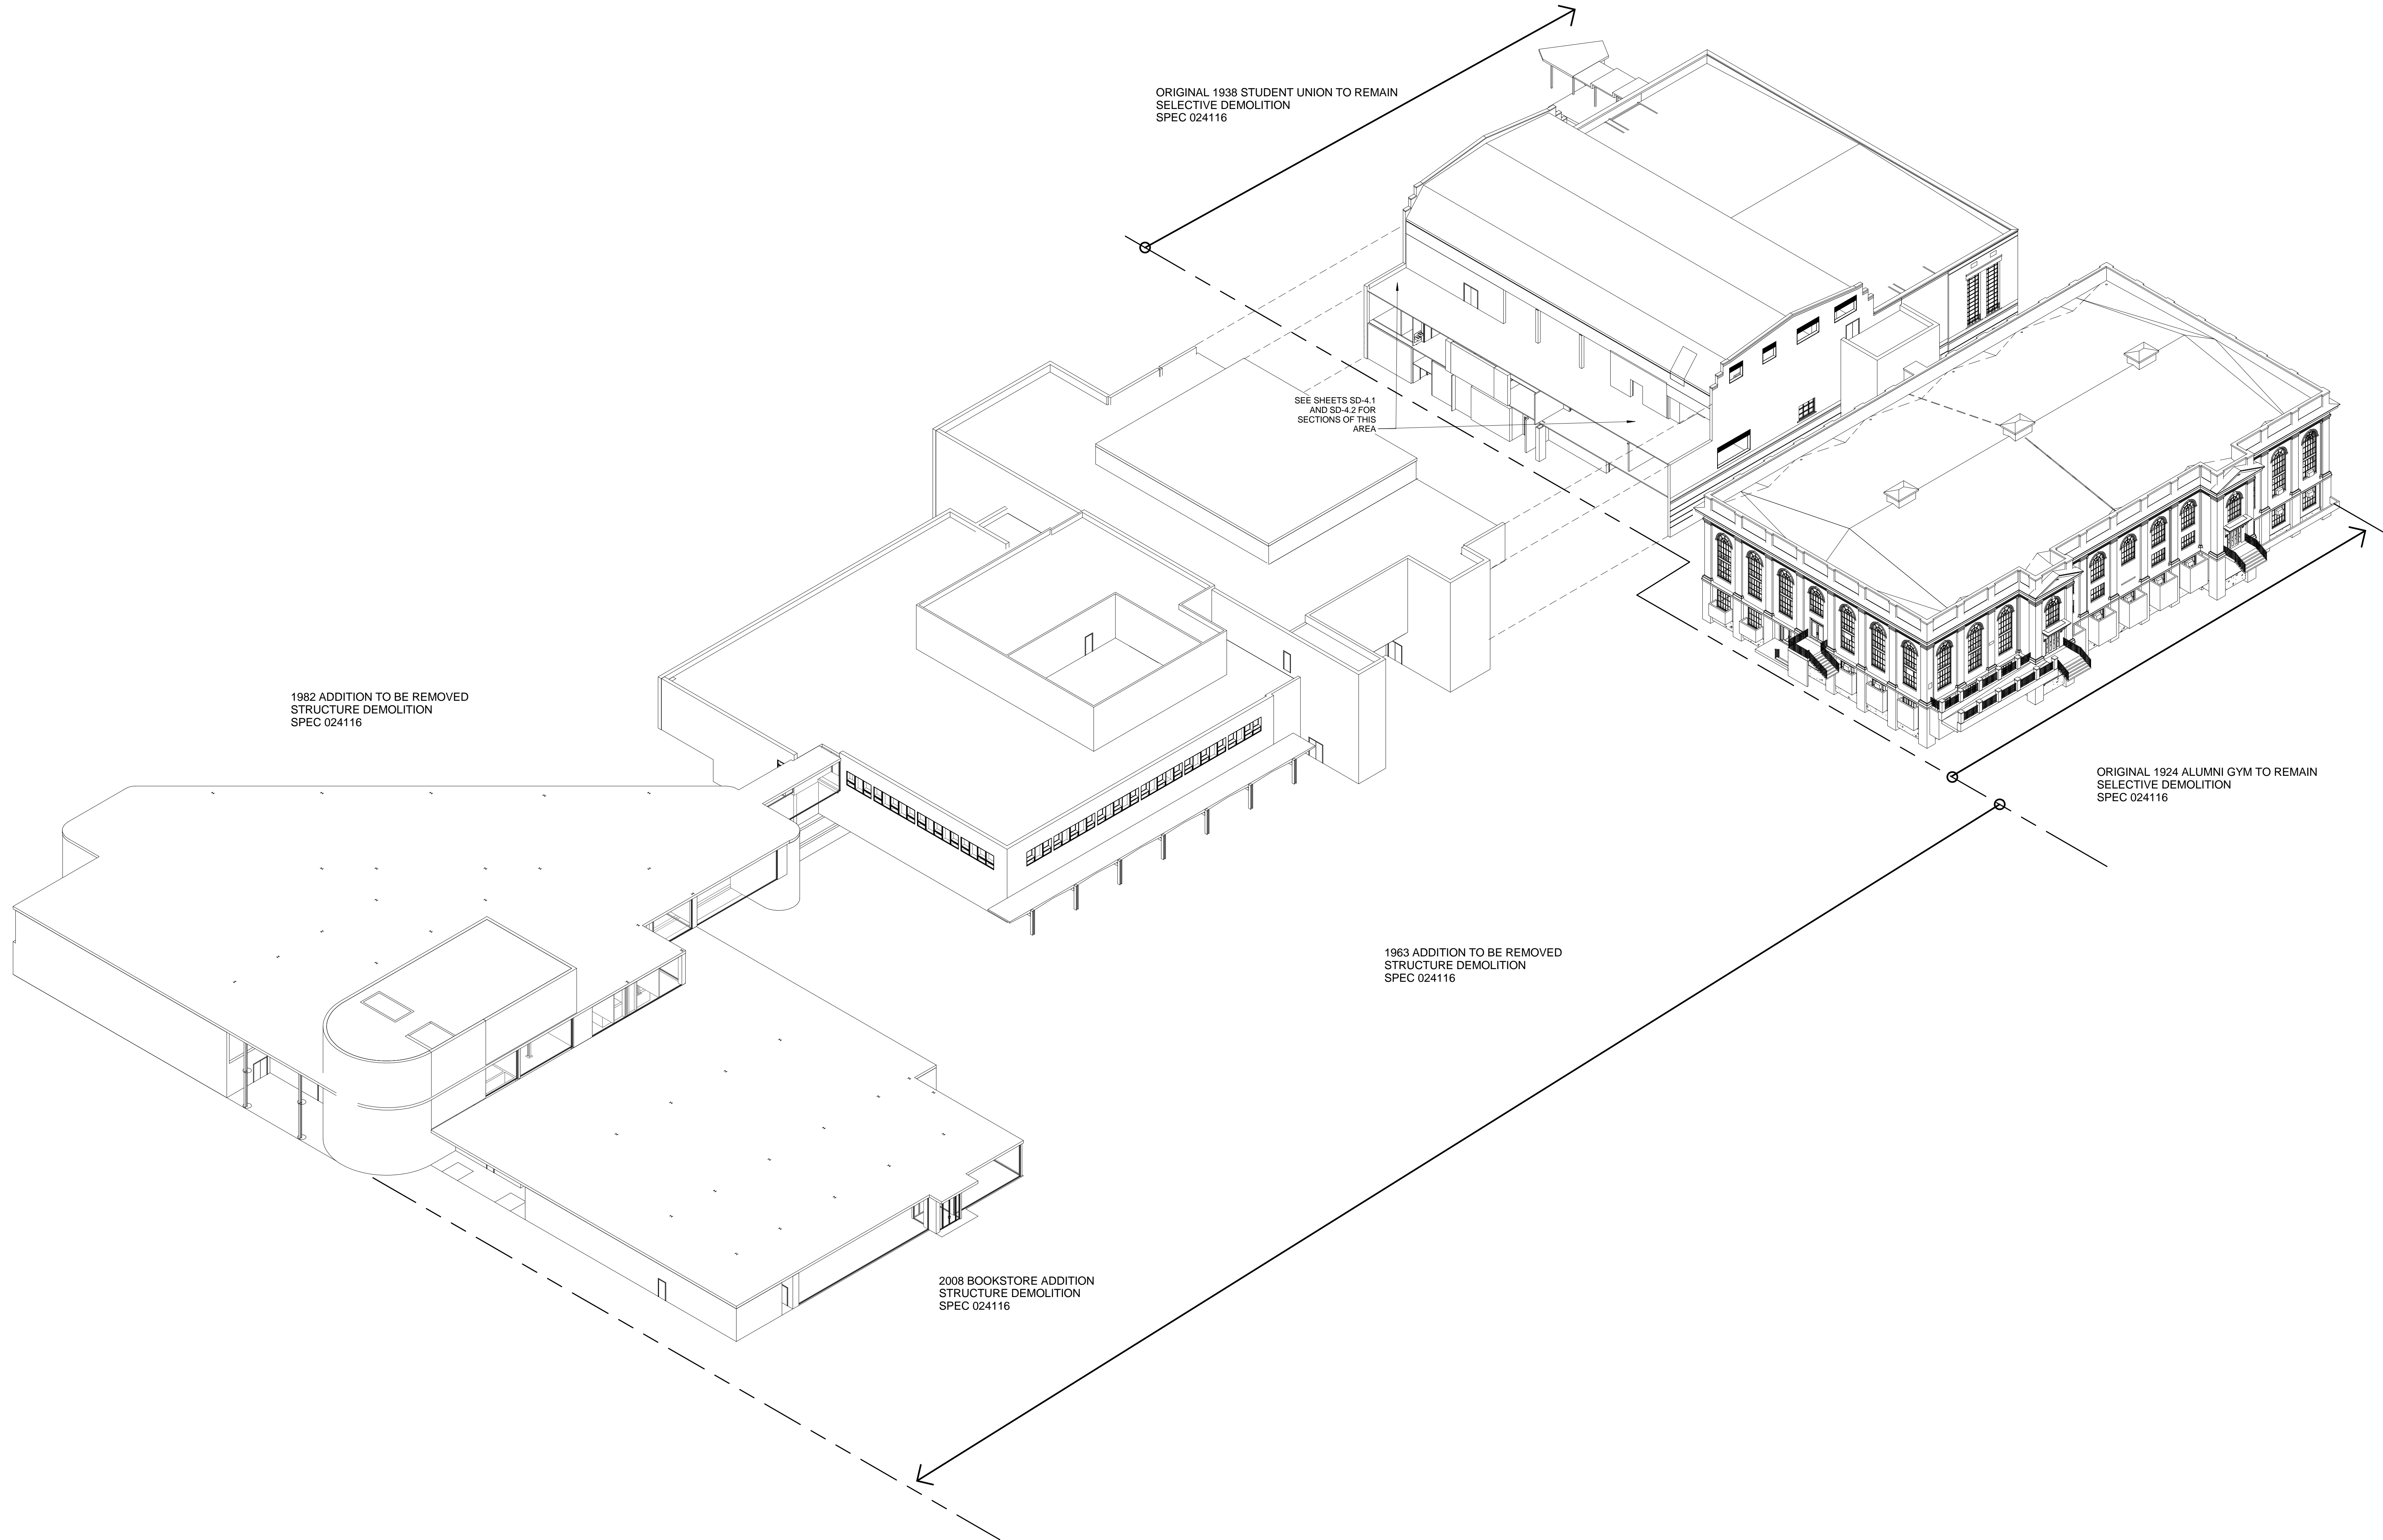 ORIGINAL 1938 STUDENT UNION TO REMAIN
SELECTIVE DEMOLITION
SPEC 024116
SEE SHEETS SD-4.1
AND SD-4.2 FOR
SECTIONS OF THIS
AREA
1982 ADDITION TO BE REMOVED
STRUCTURE DEMOLITION
SPEC 024116
ORIGINAL 1924 ALUMNI GYM TO REMAIN
SELECTIVE DEMOLITION
SPEC 024116
1963 ADDITION TO BE REMOVED
STRUCTURE DEMOLITION
SPEC 024116
2008 BOOKSTORE ADDITION
STRUCTURE DEMOLITION
SPEC 024116